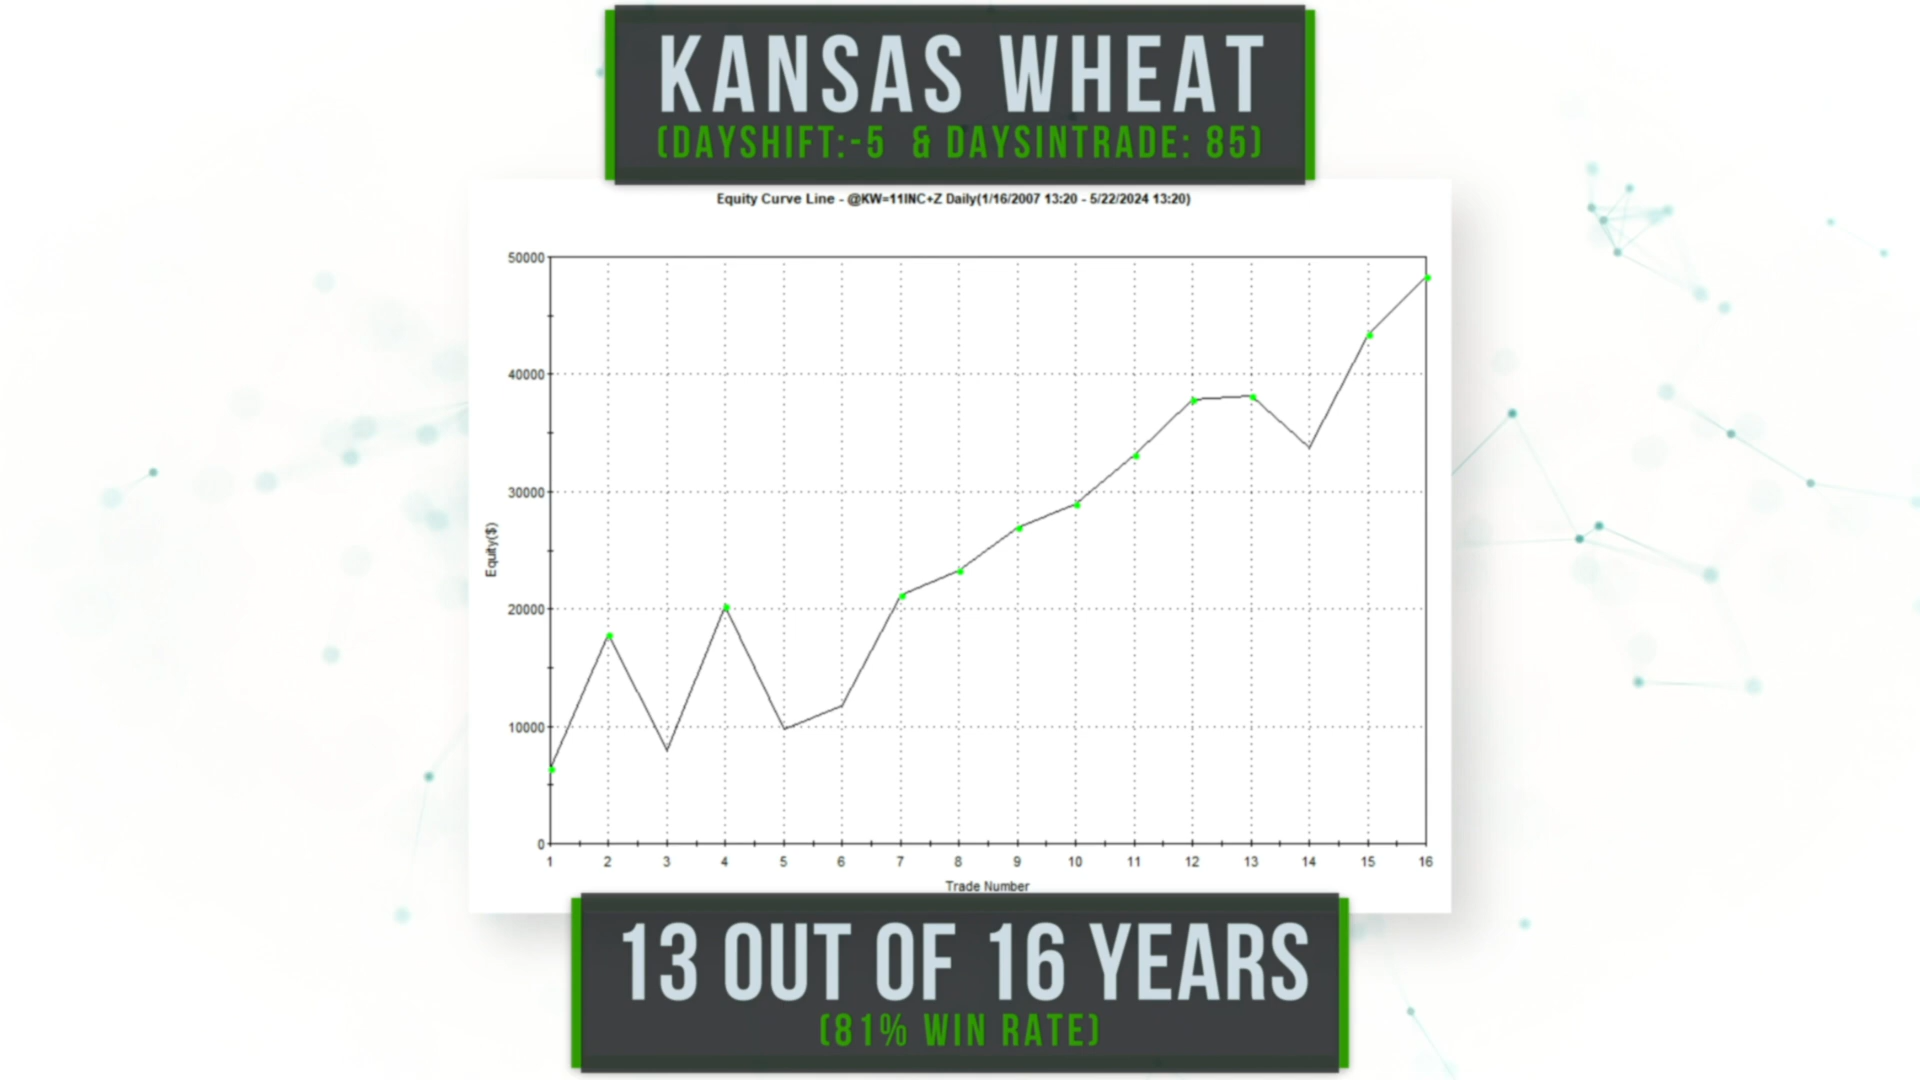 KANSAS WHEAT
(DAYSHIFT:-5 & DAYSINTRADE: 85)
Equity Curve Line - @KW=11INC+Z Daily(1/16/2007 13:20 - 5/22/2024 13:20)
50000
40000
30000
20000
10000
0
Equity($)
1 2 3 4 5 6 7 8 9 10 11 12 13 14 15 16
Trade Number
13 OUT OF 16 YEARS
(81% WIN RATE)